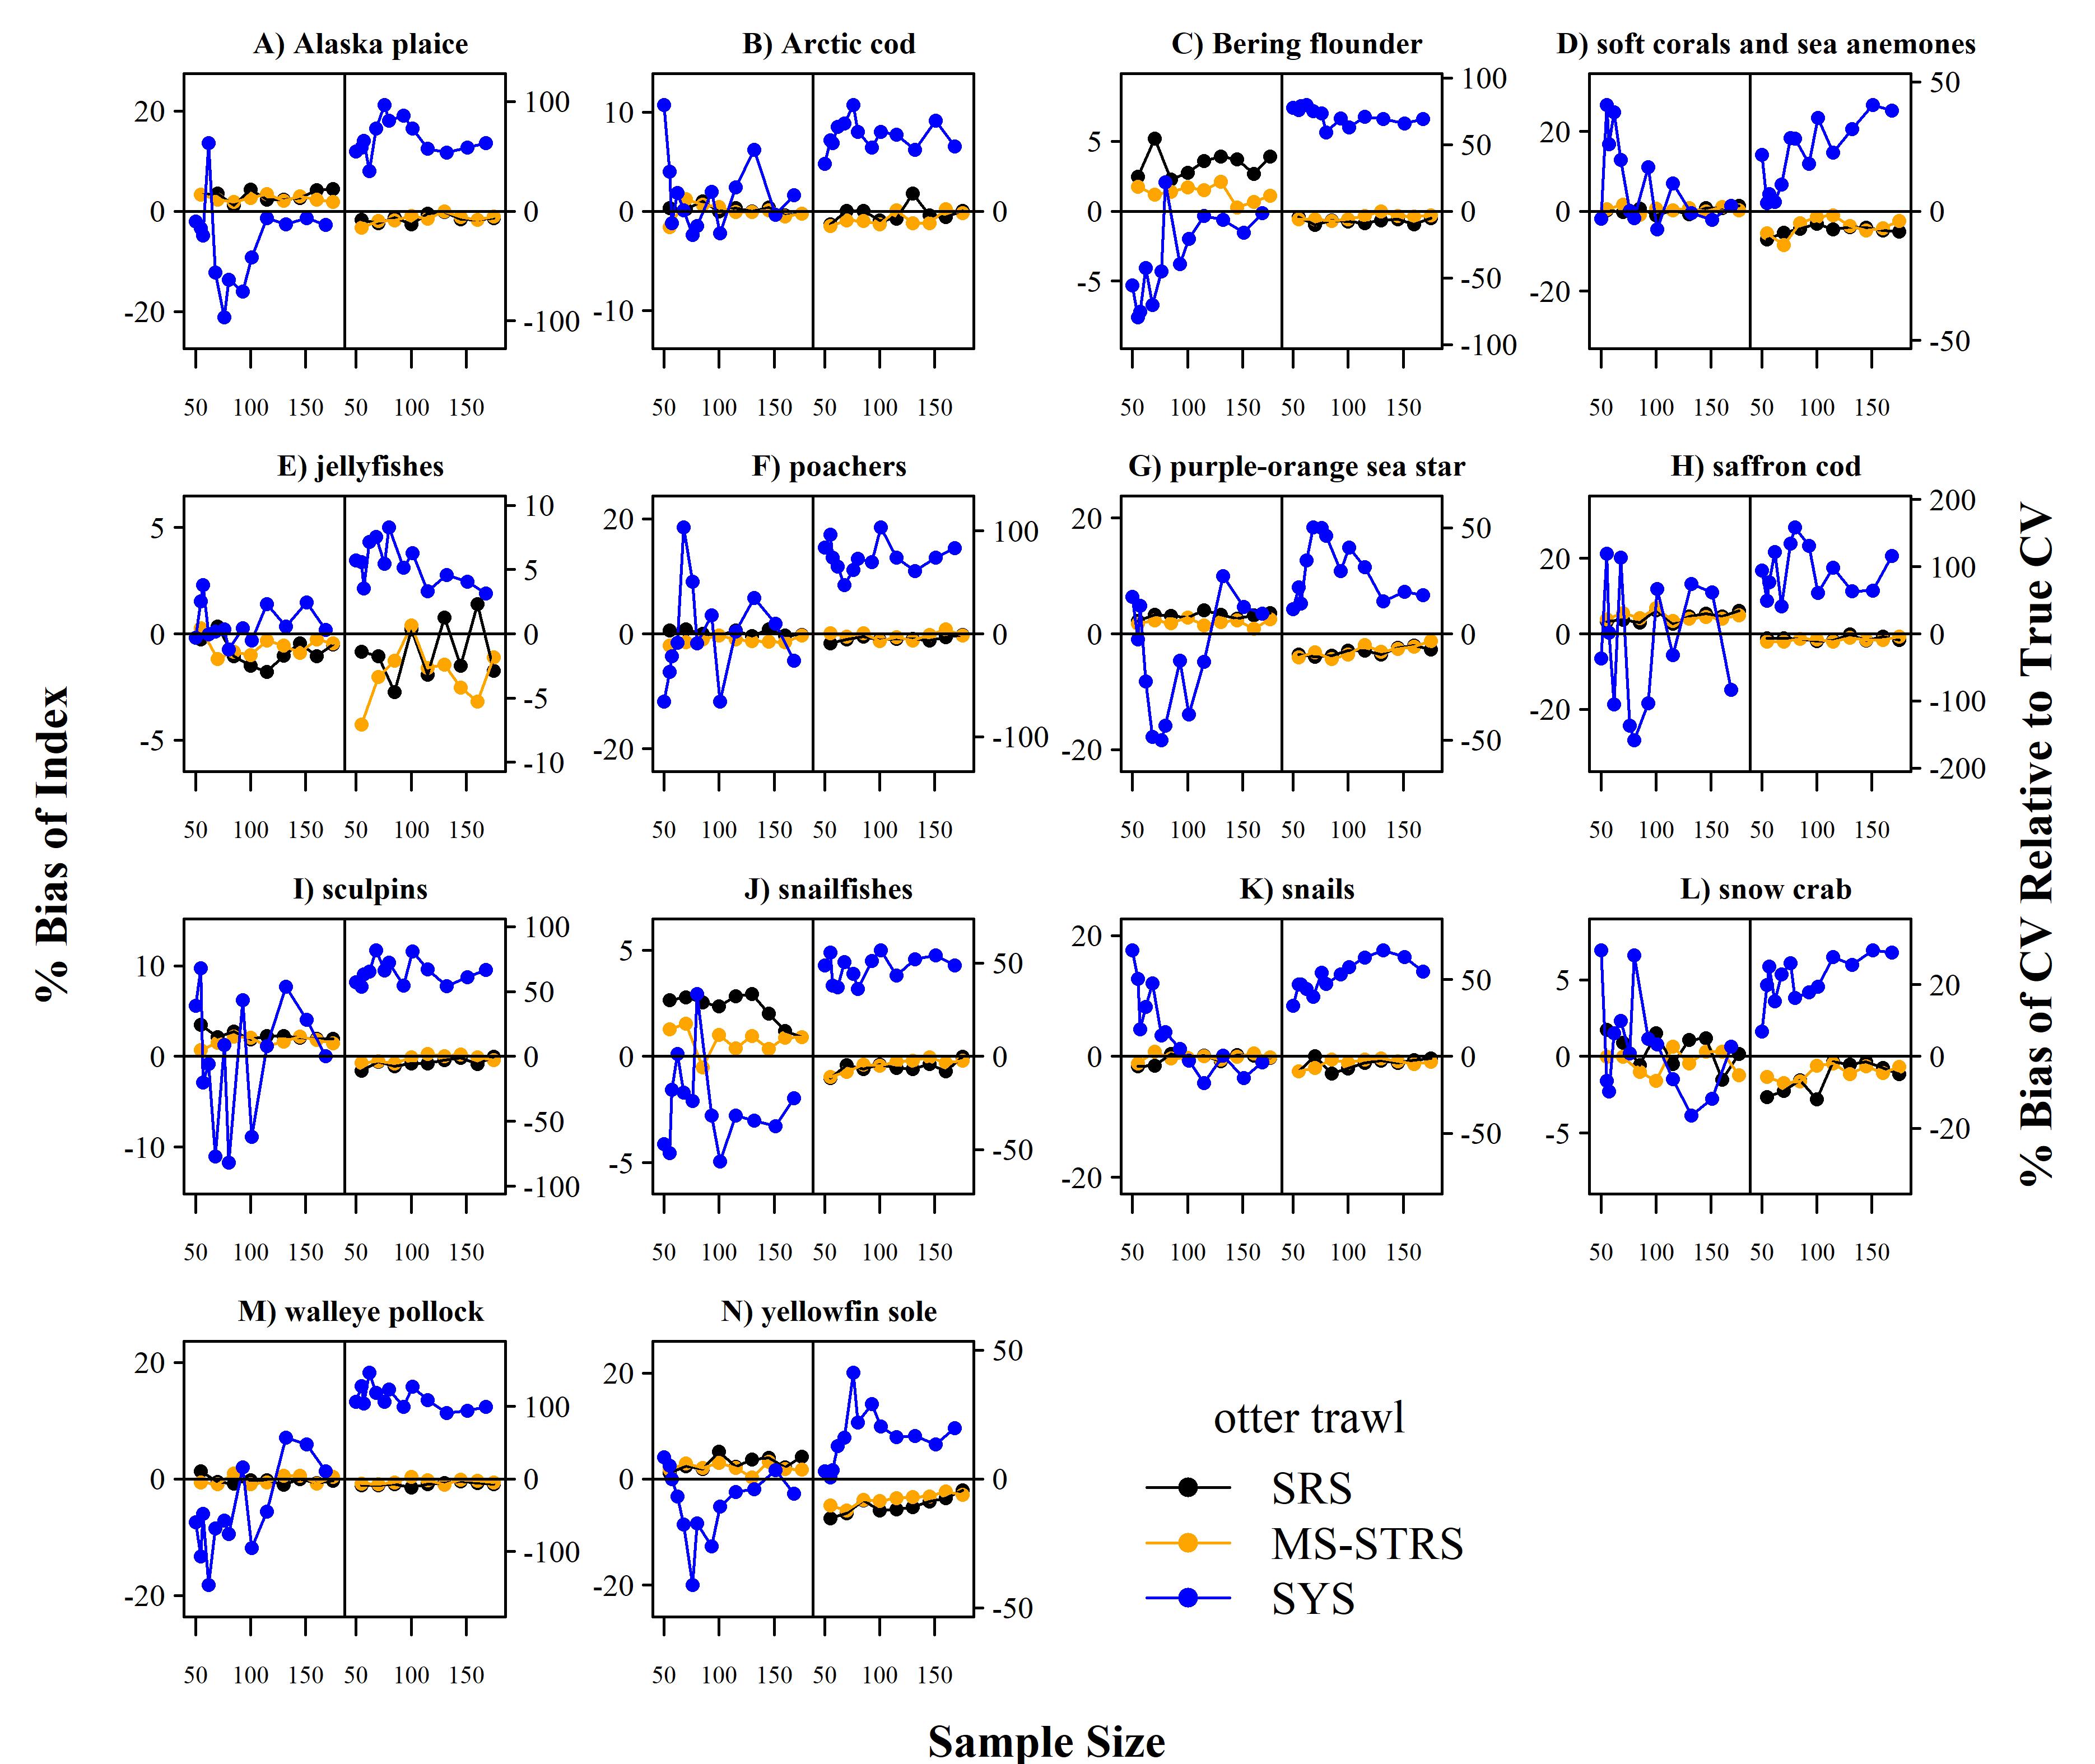 A) Alaska plaice B) Arctic cod C) Bering flounder D) soft corals and sea anemones
20 0 -20 100 0 -100
10 0 -10 0
5 0 -5 100 50 0 -50 -100
20 0 -20 50 0 -50
50 100 150 50 100 150 50 100 150 50 100 150 50 100 150 50 100 150 50 100 150 50 150
E) jellyfishes F) poachers G) purple-orange sea star H) saffron cod
5 0 -5 10 5 0 -5 -10
20 0 -20 100 0 -100
20 0 -20 50 0 -50
20 0 -20 200 100 0 -100 -200
50 100 150 50 100 150 50 100 150 50 100 150 50 100 150 50 100 150 50 100 150 50 150
% Bias of Index
% Bias of CV Relative to True CV
I) sculpins J) snailfishes K) snails L) snow crab
10 0 -10 100 50 0 -50 -100
5 0 -5 50 0 -50
20 0 -20 50 0 -50
5 0 -5 20 0 -20
50 100 150 50 100 150 50 100 150 50 100 150 50 100 150 50 100 150 50 100 150 50 150
M) walleye pollock N) yellowfin sole
20 0 -20 100 0 -100
20 0 -20 50 0 -50
50 100 150 50 100 150 50 100 150 50 100 150
otter trawl
SRS
MS-STRS
SYS
Sample Size